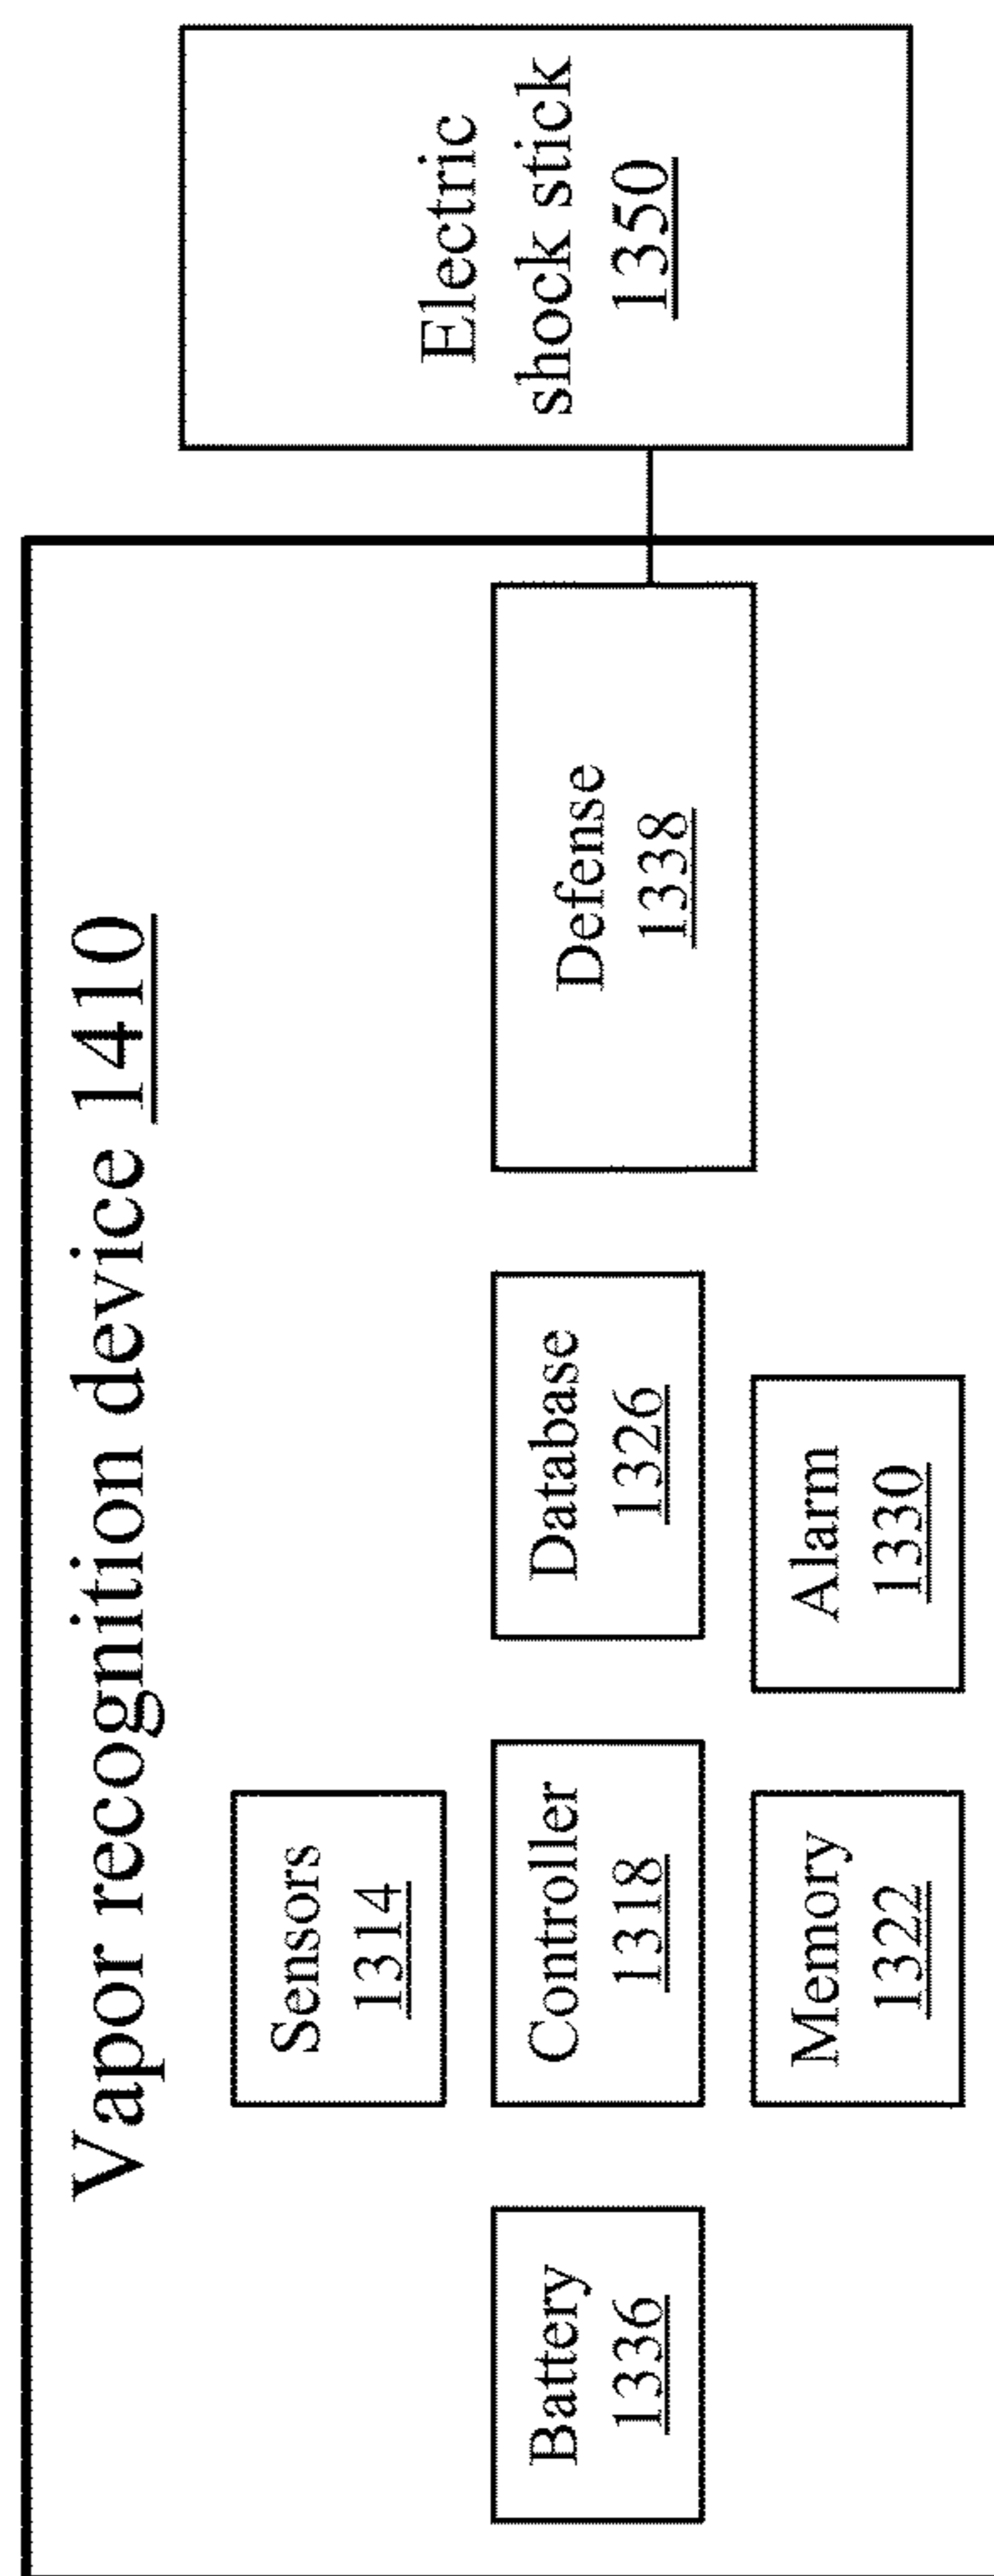 Vapor recognition device 1410
Sensors
1314
Battery
1336
Controller
1318
Database
1326
Defense
1338
Memory
1322
Alarm
1330
Electric
shock stick
1350